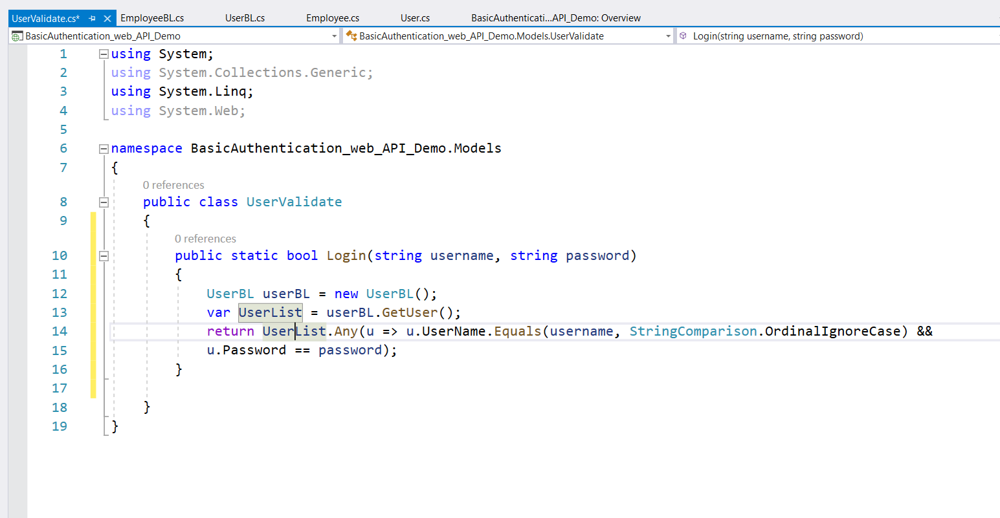 UserValidate.cs* EmployeeBL.cs UserBL.cs Employee.cs User.cs BasicAuthenticati...API_Demo: Overview
BasicAuthentication_web_API_Demo BasicAuthentication_web_API_Demo.Models.UserValidate Login(string username, string password)
1 using System;
2 using System.Collections.Generic;
3 using System.Linq;
4 using System.Web;
5
6 namespace BasicAuthentication_web_API_Demo.Models
7 {
0 references
8 public class UserValidate
9 {
0 references
10 public static bool Login(string username, string password)
11 {
12 UserBL userBL = new UserBL();
13 var UserList = userBL.GetUser();
14 return UserList.Any(u => u.UserName.Equals(username, StringComparison.OrdinalIgnoreCase) &&
15 u.Password == password);
16 }
17
18 }
19 }